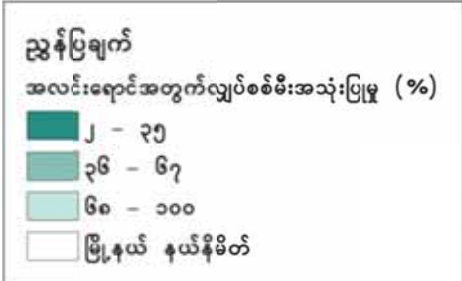 ညွှန်ပြချက်
အလင်းရောင်အတွက်လျှပ်စစ်မီးအသုံးပြုမှု (%)
၂ - ၃၅
၃၆ - ၆၇
၆၈ - ၁၀၀
မြို့နယ် နယ်နိမိတ်